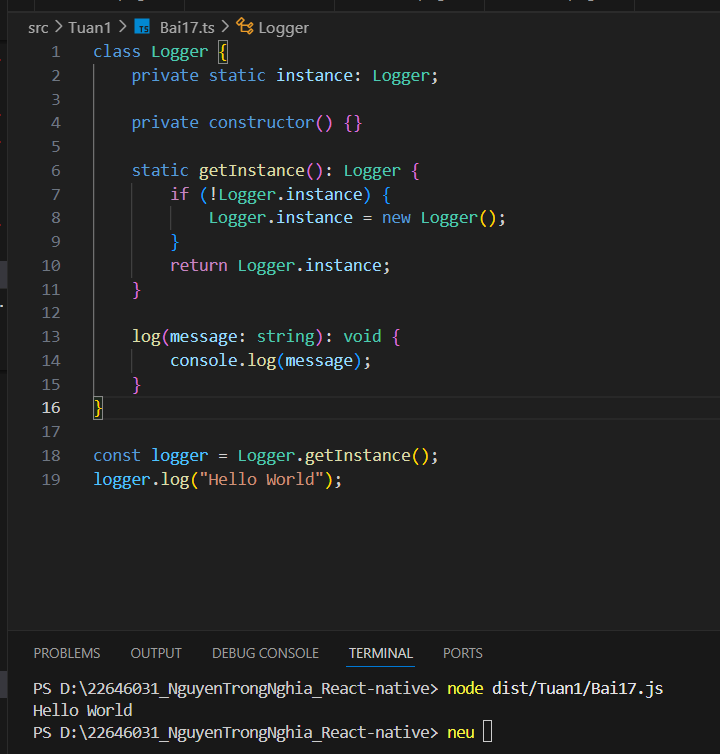 src > Tuan1 > TS Bai17.ts > Logger
1 class Logger {
2     private static instance: Logger;
3
4     private constructor() {}
5
6     static getInstance(): Logger {
7         if (!Logger.instance) {
8             Logger.instance = new Logger();
9         }
10         return Logger.instance;
11     }
12
13     log(message: string): void {
14         console.log(message);
15     }
16 }
17
18 const logger = Logger.getInstance();
19 logger.log("Hello World");
PROBLEMS OUTPUT DEBUG CONSOLE TERMINAL PORTS
PS D:\22646031_NguyenTrongNghia_React-native> node dist/Tuan1/Bai17.js
Hello World
PS D:\22646031_NguyenTrongNghia_React-native> neu